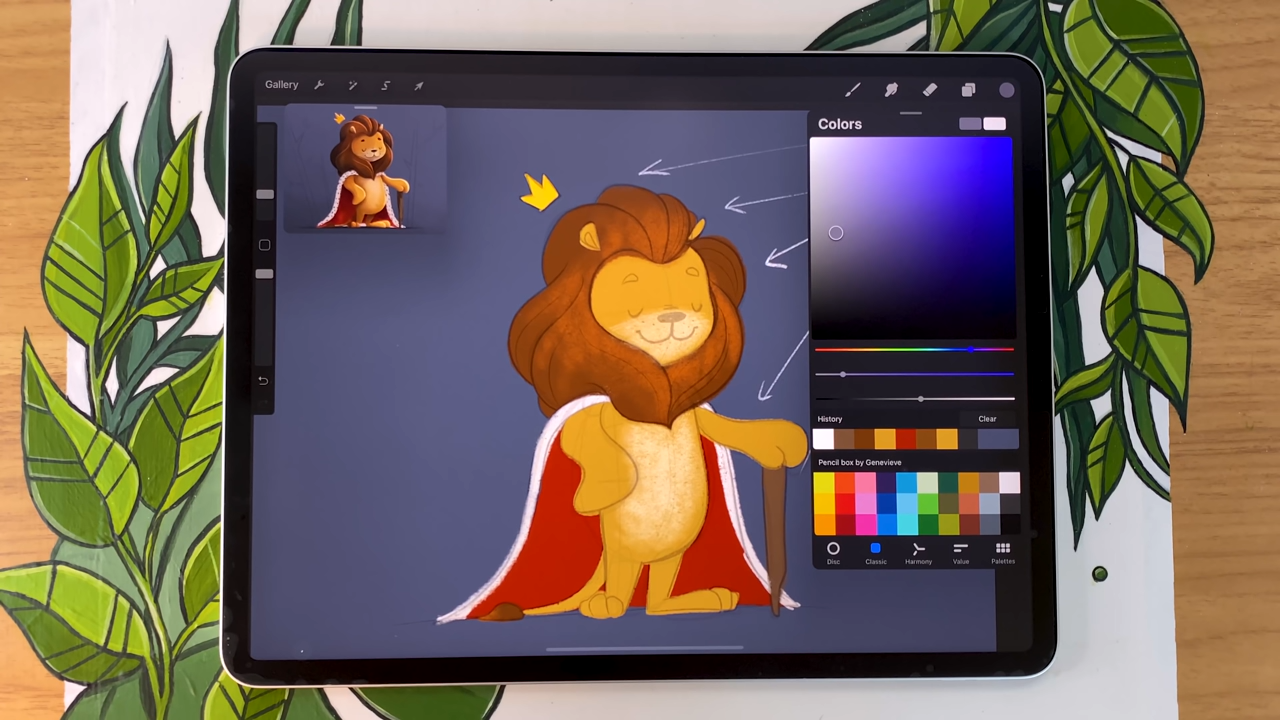 Gallery
Colors
History
Clear
Pencil box by Genevieve
Disc
Classic
Harmony
Value
Palettes